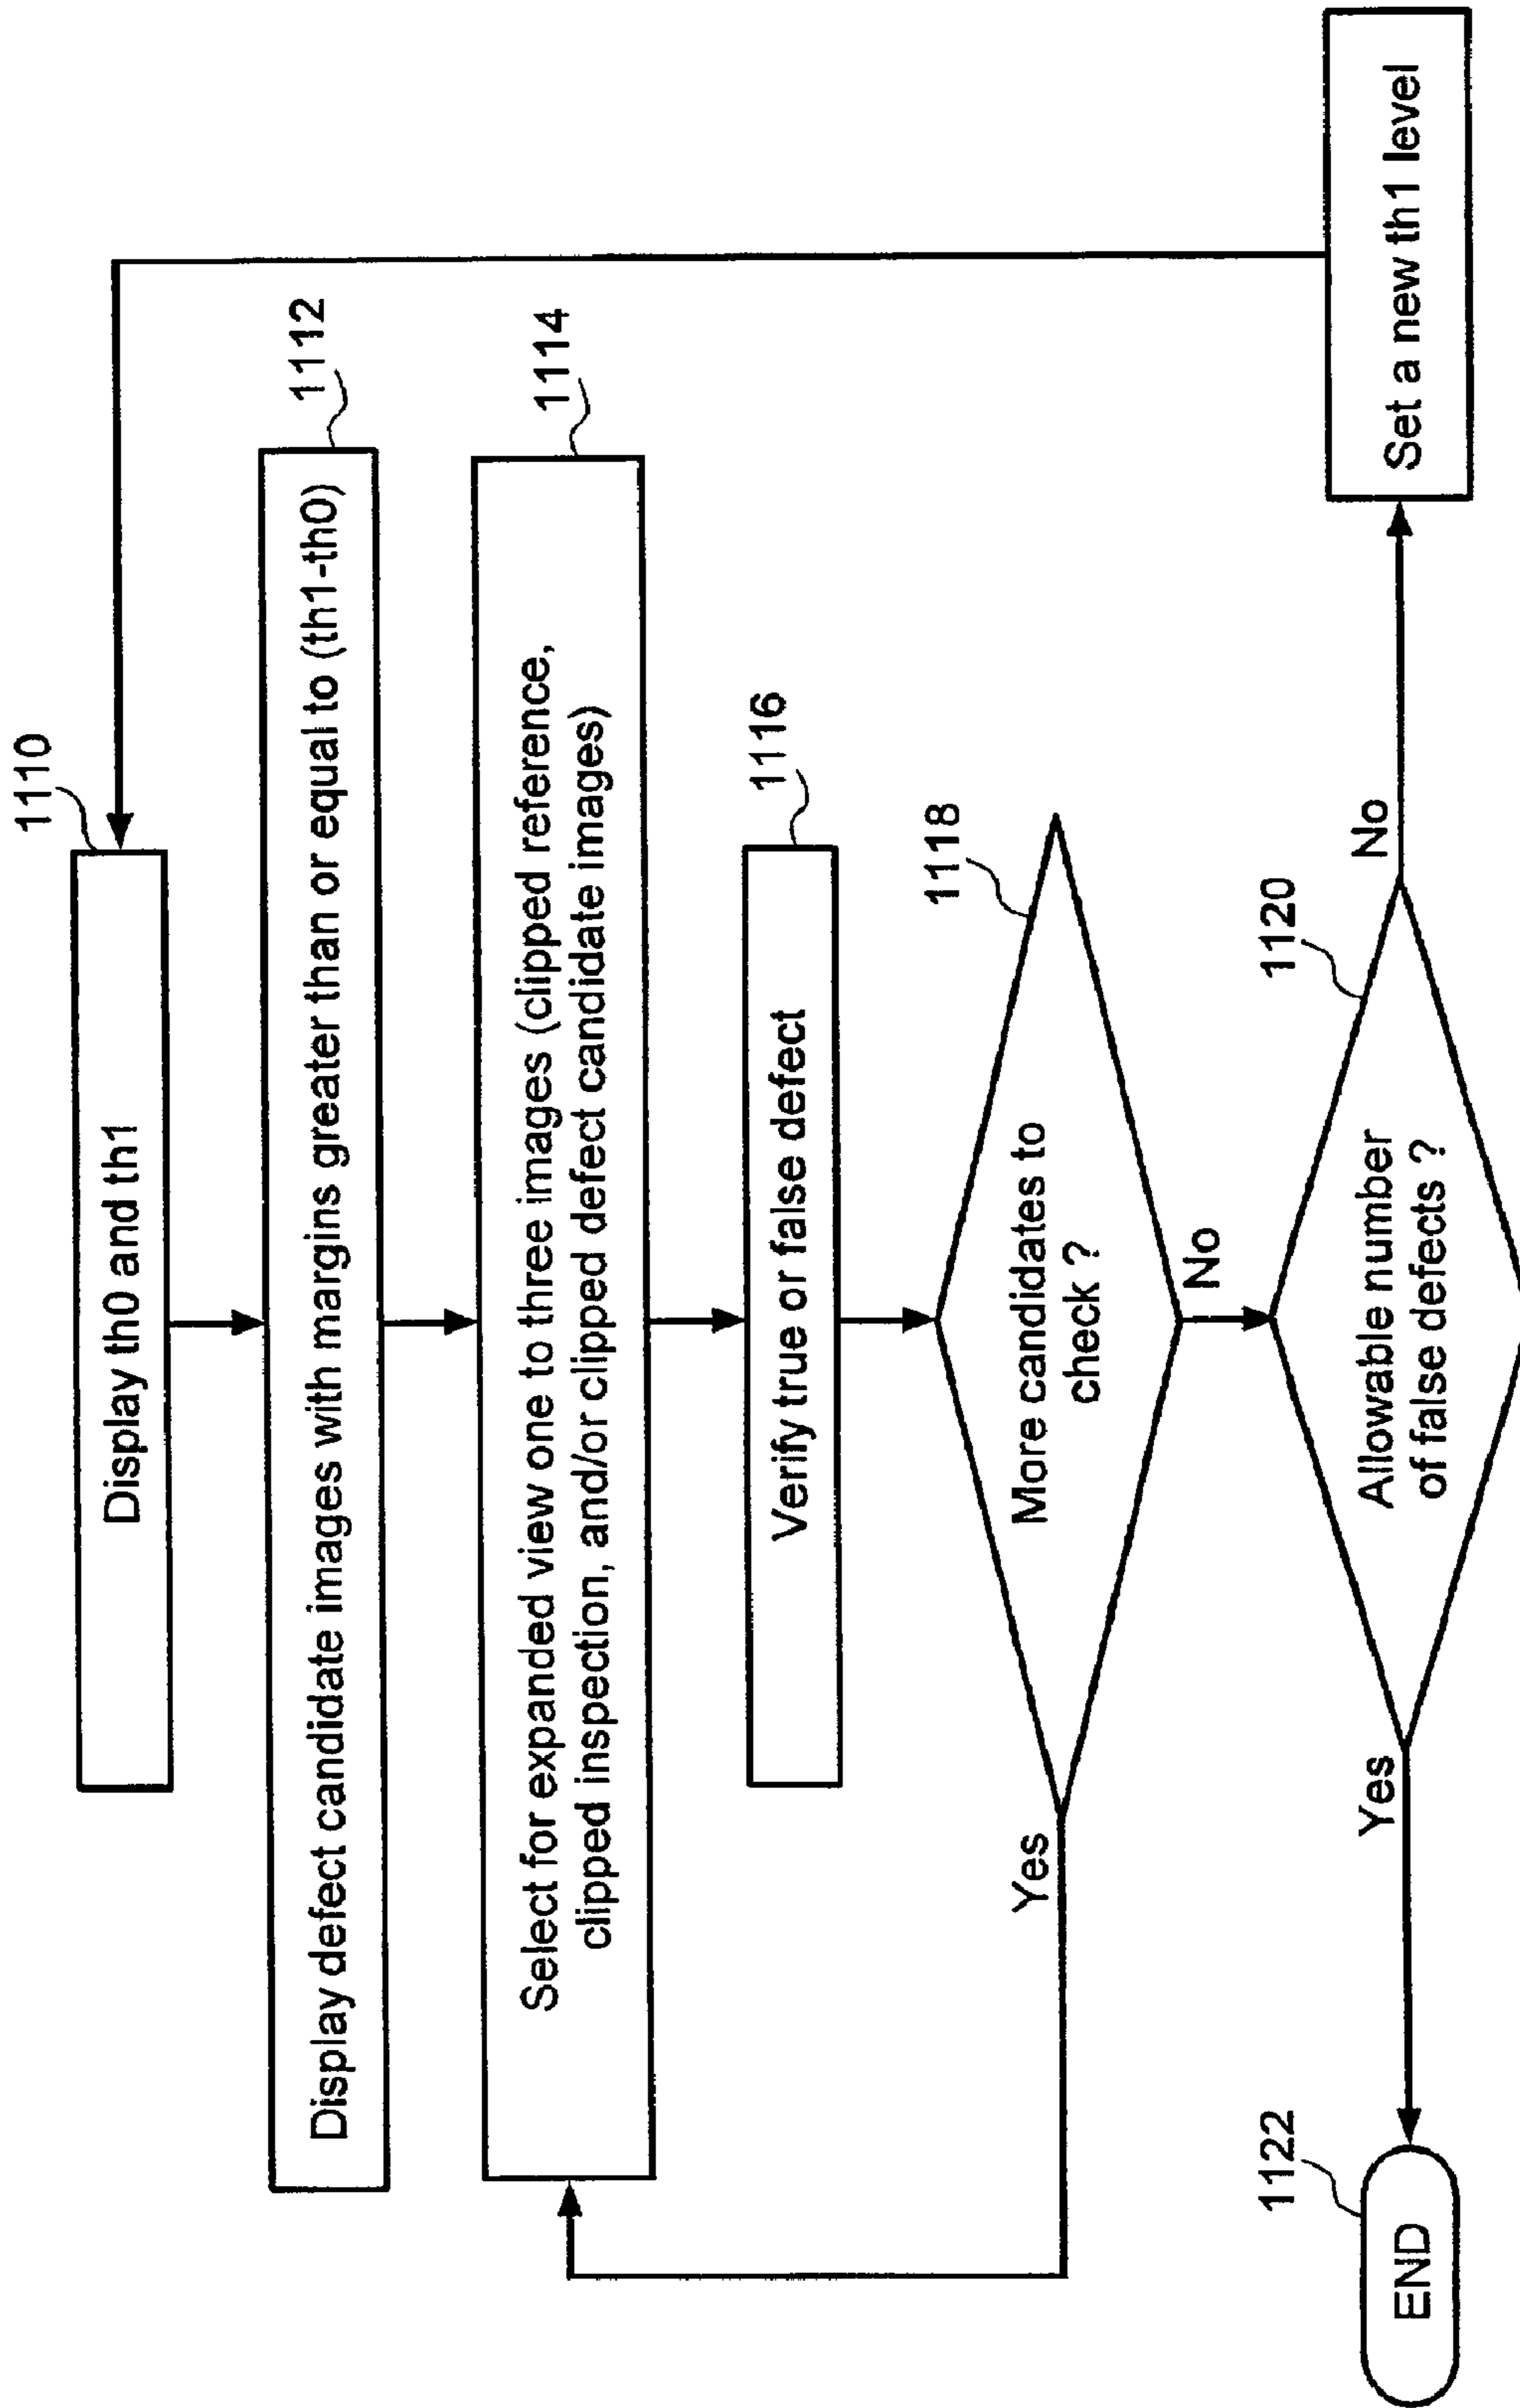 1110
Display th0 and th1
1112
Display defect candidate images with margins greater than or equal to (th1-th0)
1114
Select for expanded view one to three images (clipped reference,
clipped inspection, and/or clipped defect candidate images)
1116
Verify true or false defect
1118
More candidates to
check ?
Yes
No
1120
Allowable number
of false defects ?
Yes
No
1122
END
Set a new th1 level